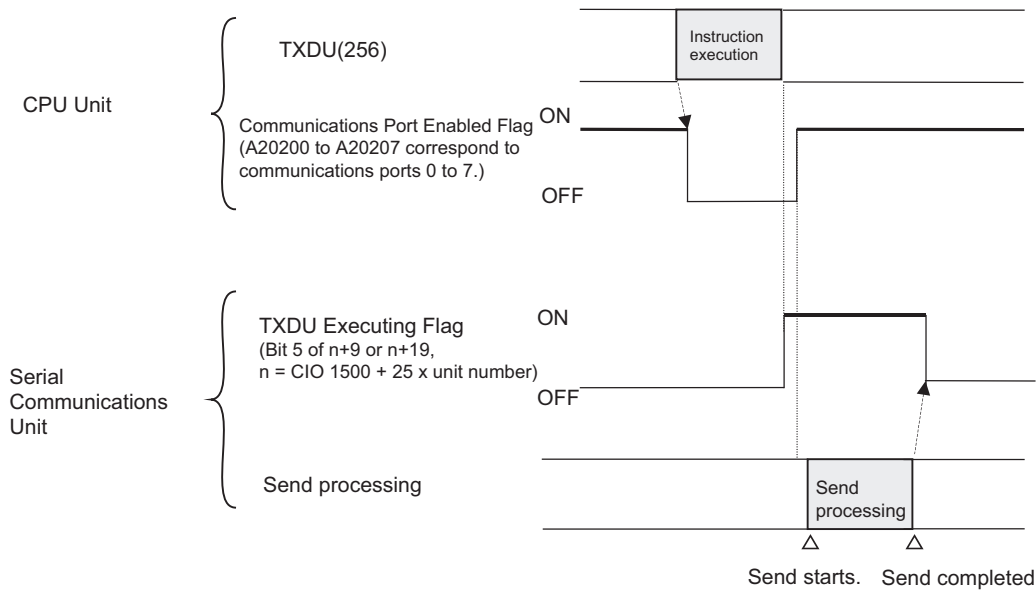 TXDU(256)
Instruction
execution
CPU Unit
Communications Port Enabled Flag
(A20200 to A20207 correspond to
communications ports 0 to 7.)
ON
OFF
TXDU Executing Flag
(Bit 5 of n+9 or n+19,
n = CIO 1500 + 25 x unit number)
ON
OFF
Serial
Communications
Unit
Send processing
Send
processing
Send starts.
Send completed